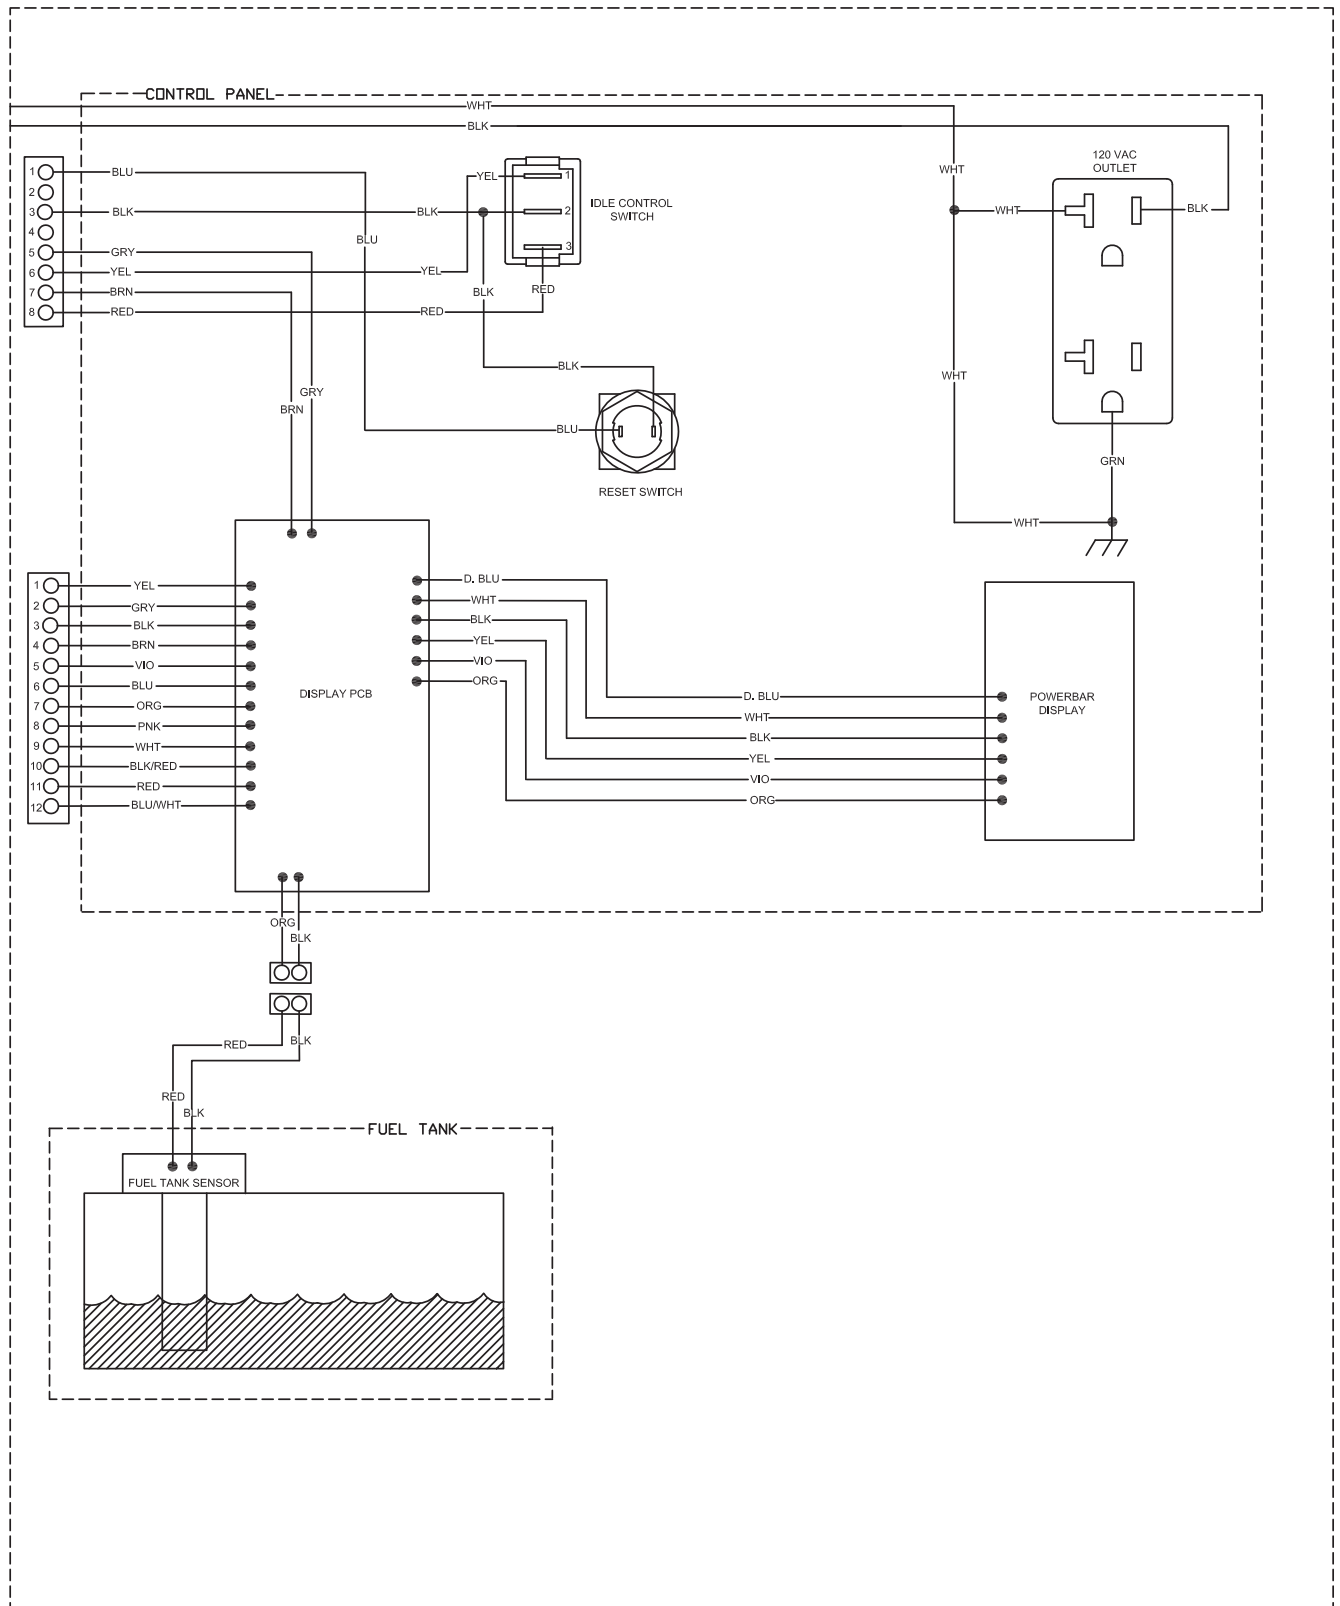 CONTROL PANEL
WHT
BLK
120 VAC
OUTLET
WHT
1
BLU
YEL
1
2
IDLE CONTROL
SWITCH
3
BLK
BLK
2
WHT
BLK
4
BLU
5
GRY
3
6
YEL
YEL
7
BRN
BLK
RED
8
RED
RED
BLK
WHT
GRY
BRN
BLU
GRN
RESET SWITCH
WHT
1
YEL
D. BLU
2
GRY
WHT
3
BLK
BLK
4
BRN
YEL
5
VIO
VIO
6
BLU
ORG
DISPLAY PCB
D. BLU
POWERBAR
DISPLAY
7
ORG
WHT
8
PNK
BLK
9
WHT
YEL
10
BLK/RED
VIO
11
RED
ORG
12
BLU/WHT
ORG
BLK
RED
BLK
RED
BLK
FUEL TANK
FUEL TANK SENSOR